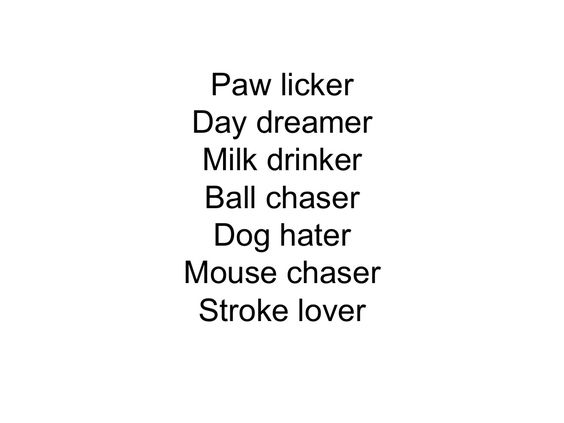 Paw licker
Day dreamer
Milk drinker
Ball chaser
Dog hater
Mouse chaser
Stroke lover